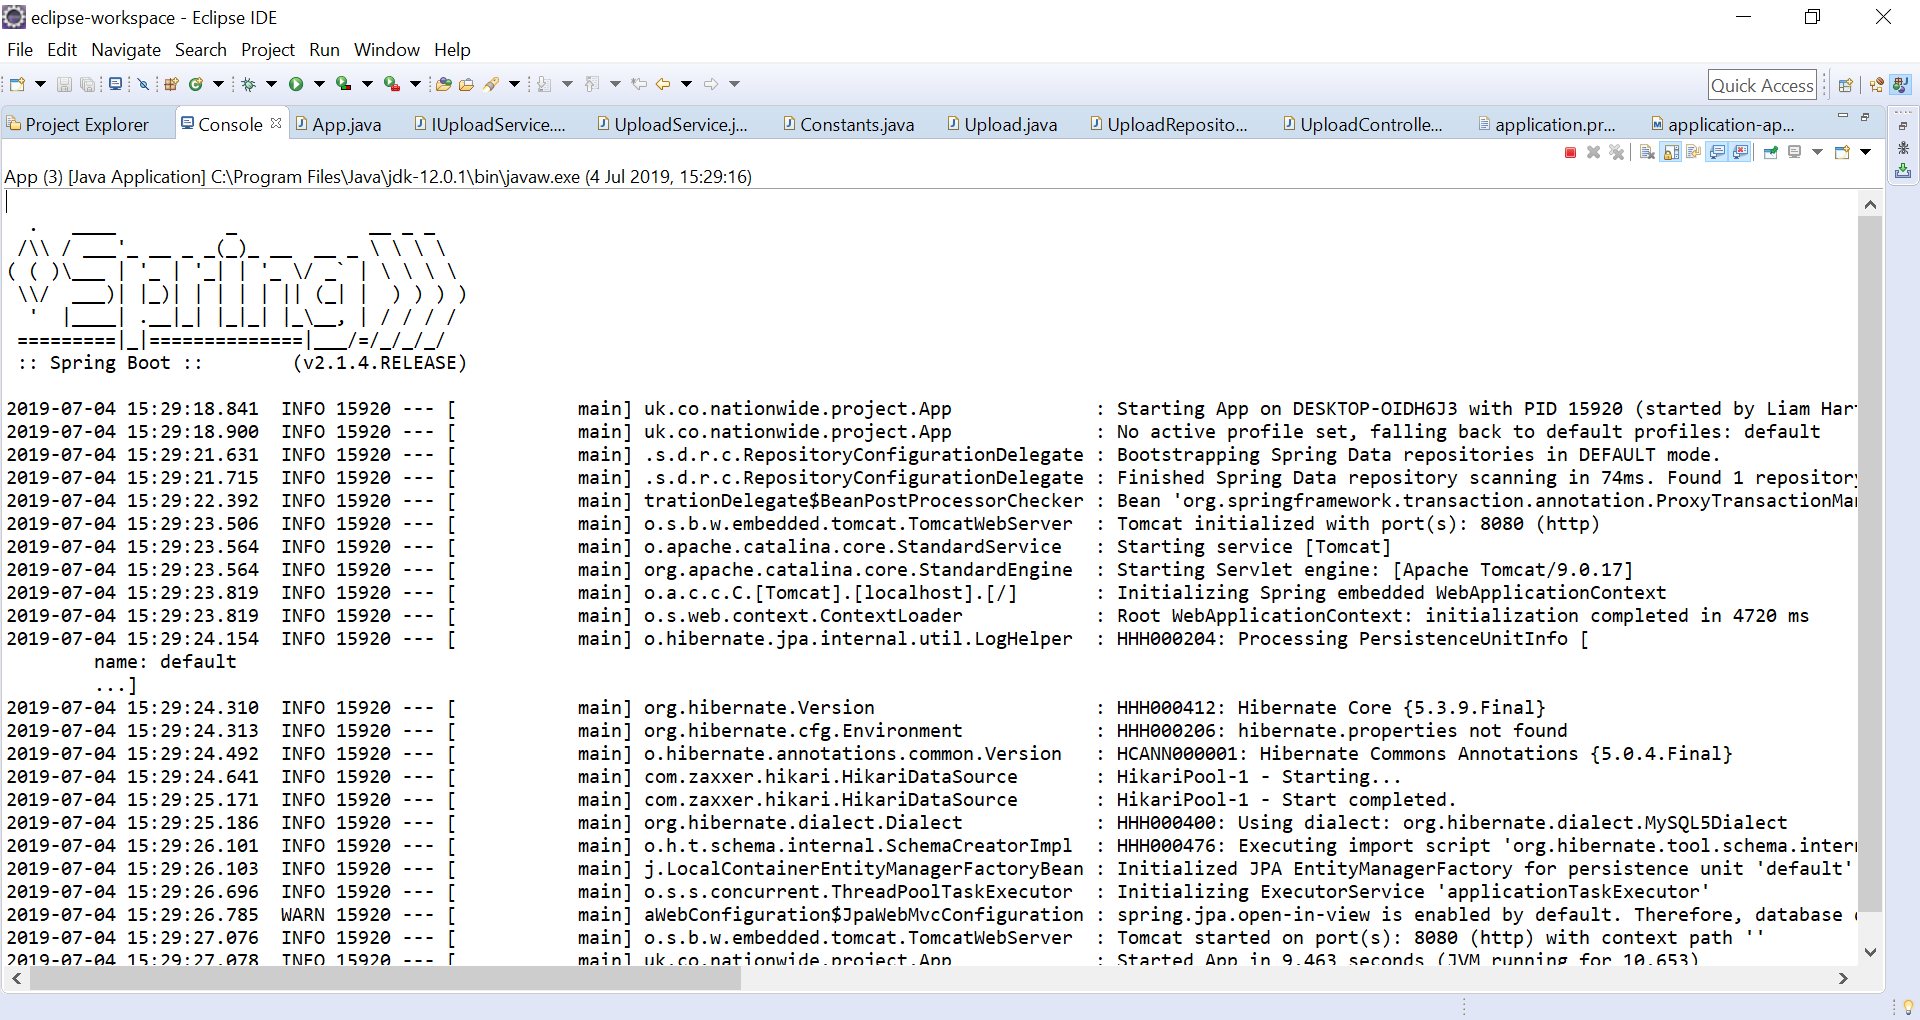 eclipse-workspace - Eclipse IDE
File Edit Navigate Search Project Run Window Help
Quick Access
Project Explorer Console App.java IUploadService.... UploadService.j... Constants.java Upload.java UploadReposito... UploadControlle... application.pr... application-ap...
App (3) [Java Application] C:\Program Files\Java\jdk-12.0.1\bin\javaw.exe (4 Jul 2019, 15:29:16)
Spring
:: Spring Boot :: (v2.1.4.RELEASE)
2019-07-04 15:29:18.841 INFO 15920 --- [ main] uk.co.nationwide.project.App : Starting App on DESKTOP-OIDH6J3 with PID 15920 (started by Liam Har
2019-07-04 15:29:18.900 INFO 15920 --- [ main] uk.co.nationwide.project.App : No active profile set, falling back to default profiles: default
2019-07-04 15:29:21.631 INFO 15920 --- [ main] .s.d.r.c.RepositoryConfigurationDelegate : Bootstrapping Spring Data repositories in DEFAULT mode.
2019-07-04 15:29:21.715 INFO 15920 --- [ main] .s.d.r.c.RepositoryConfigurationDelegate : Finished Spring Data repository scanning in 74ms. Found 1 repository
2019-07-04 15:29:22.392 INFO 15920 --- [ main] trationDelegate$BeanPostProcessorChecker : Bean 'org.springframework.transaction.annotation.ProxyTransactionMa
2019-07-04 15:29:23.506 INFO 15920 --- [ main] o.s.b.w.embedded.tomcat.TomcatWebServer : Tomcat initialized with port(s): 8080 (http)
2019-07-04 15:29:23.564 INFO 15920 --- [ main] o.apache.catalina.core.StandardService : Starting service [Tomcat]
2019-07-04 15:29:23.564 INFO 15920 --- [ main] org.apache.catalina.core.StandardEngine : Starting Servlet engine: [Apache Tomcat/9.0.17]
2019-07-04 15:29:23.819 INFO 15920 --- [ main] o.a.c.c.C.[Tomcat].[localhost].[/] : Initializing Spring embedded WebApplicationContext
2019-07-04 15:29:23.819 INFO 15920 --- [ main] o.s.web.context.ContextLoader : Root WebApplicationContext: initialization completed in 4720 ms
2019-07-04 15:29:24.154 INFO 15920 --- [ main] o.hibernate.jpa.internal.util.LogHelper : HHH000204: Processing PersistenceUnitInfo [
name: default
...]
2019-07-04 15:29:24.310 INFO 15920 --- [ main] org.hibernate.Version : HHH000412: Hibernate Core {5.3.9.Final}
2019-07-04 15:29:24.313 INFO 15920 --- [ main] org.hibernate.cfg.Environment : HHH000206: hibernate.properties not found
2019-07-04 15:29:24.492 INFO 15920 --- [ main] o.hibernate.annotations.common.Version : HCANN000001: Hibernate Commons Annotations {5.0.4.Final}
2019-07-04 15:29:24.641 INFO 15920 --- [ main] com.zaxxer.hikari.HikariDataSource : HikariPool-1 - Starting...
2019-07-04 15:29:25.171 INFO 15920 --- [ main] com.zaxxer.hikari.HikariDataSource : HikariPool-1 - Start completed.
2019-07-04 15:29:25.186 INFO 15920 --- [ main] org.hibernate.dialect.Dialect : HHH000400: Using dialect: org.hibernate.dialect.MySQL5Dialect
2019-07-04 15:29:26.101 INFO 15920 --- [ main] o.h.t.schema.internal.SchemaCreatorImpl : HHH000476: Executing import script 'org.hibernate.tool.schema.inter
2019-07-04 15:29:26.103 INFO 15920 --- [ main] j.LocalContainerEntityManagerFactoryBean : Initialized JPA EntityManagerFactory for persistence unit 'default'
2019-07-04 15:29:26.696 INFO 15920 --- [ main] o.s.s.concurrent.ThreadPoolTaskExecutor : Initializing ExecutorService 'applicationTaskExecutor'
2019-07-04 15:29:26.785 WARN 15920 --- [ main] aWebConfiguration$JpaWebMvcConfiguration : spring.jpa.open-in-view is enabled by default. Therefore, database
2019-07-04 15:29:27.076 INFO 15920 --- [ main] o.s.b.w.embedded.tomcat.TomcatWebServer : Tomcat started on port(s): 8080 (http) with context path ''
2019-07-04 15:29:27.078 INFO 15920 --- [ main] uk.co.nationwide.project.App : Started App in 9.463 seconds (JVM running for 10.653)